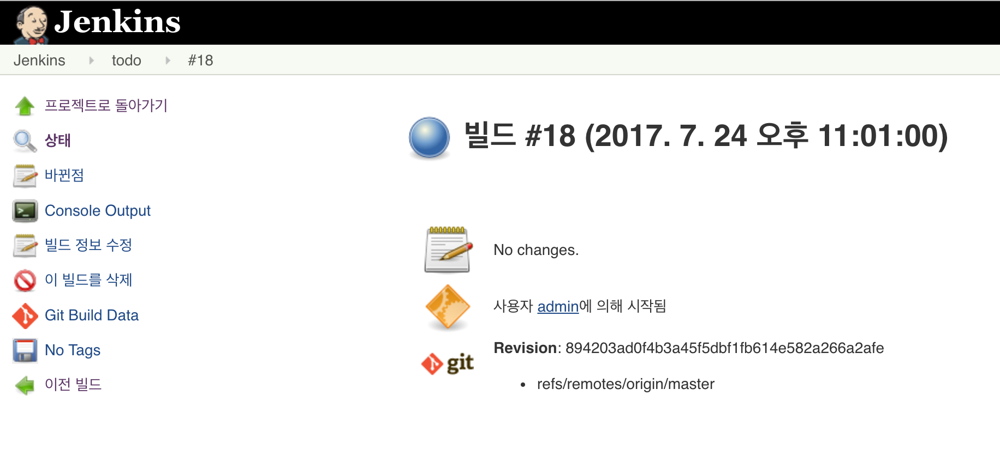 Jenkins
Jenkins
todo
#18
프로젝트로 돌아가기
상태
바뀐점
Console Output
빌드 정보 수정
이 빌드를 삭제
Git Build Data
No Tags
이전 빌드
빌드 #18 (2017. 7. 24 오후 11:01:00)
No changes.
사용자 admin에 의해 시작됨
git
Revision: 894203ad0f4b3a45f5dbf1fb614e582a266a2afe
• refs/remotes/origin/master